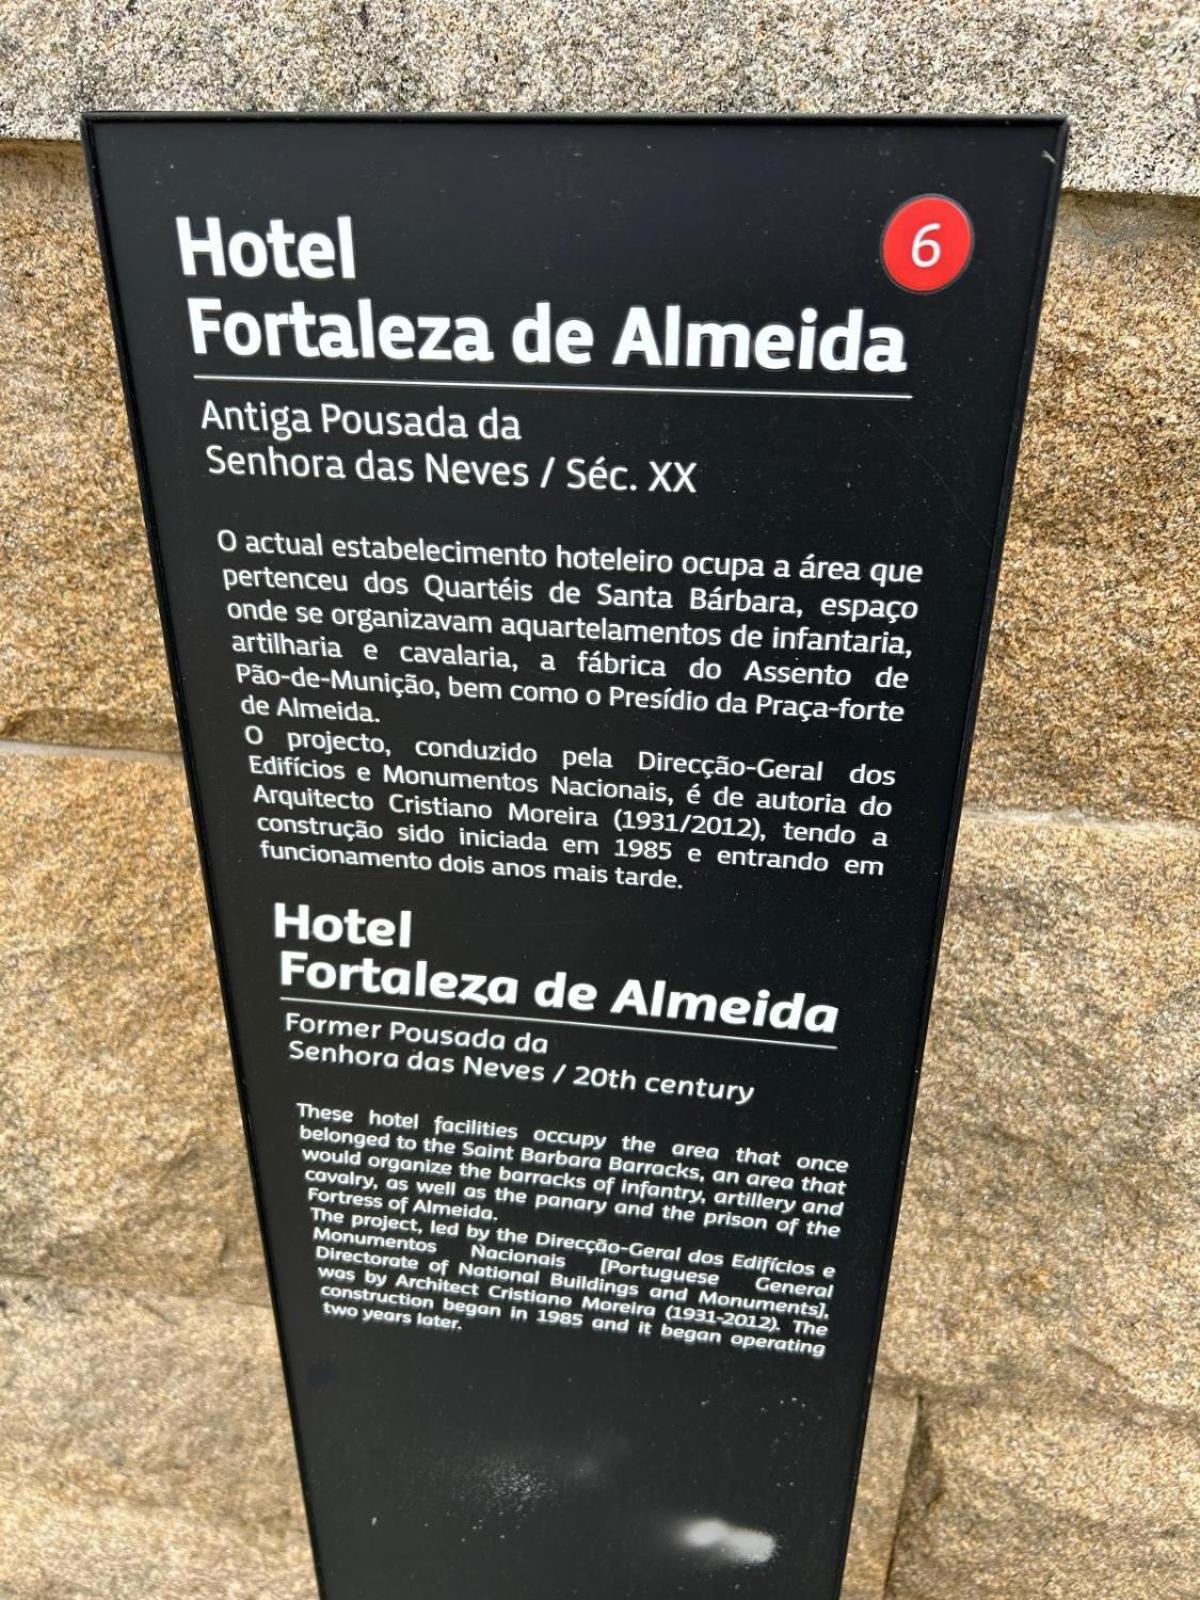 Hotel
6
Fortaleza de Almeida
Antiga Pousada da
Senhora das Neves / Séc. XX
O actual estabelecimento hoteleiro ocupa a área que
pertenceu dos Quartéis de Santa Bárbara, espaço
onde se organizavam aquartelamentos de infantaria,
artilharia e cavalaria, a fábrica do Assento de
Pão-de-Munição, bem como o Presídio da Praça-forte
de Almeida.
O projecto, conduzido pela Direcção-Geral dos
Edifícios e Monumentos Nacionais, é de autoria do
Arquitecto Cristiano Moreira (1931/2012), tendo a
construção sido iniciada em 1985 e entrando em
funcionamento dois anos mais tarde.
Hotel
Fortaleza de Almeida
Former Pousada da
Senhora das Neves / 20th century
These hotel facilities occupy the area that once
belonged to the Saint Barbara Barracks, an area that
would organize the barracks of infantry, artillery and
cavalry, as well as the panary and the prison of the
Fortress of Almeida.
The project, led by the Direcção-Geral dos Edifícios e
Monumentos Nacionais [Portuguese General
Directorate of National Buildings and Monuments],
was by Architect Cristiano Moreira (1931-2012). The
construction began in 1985 and it began operating
two years later.